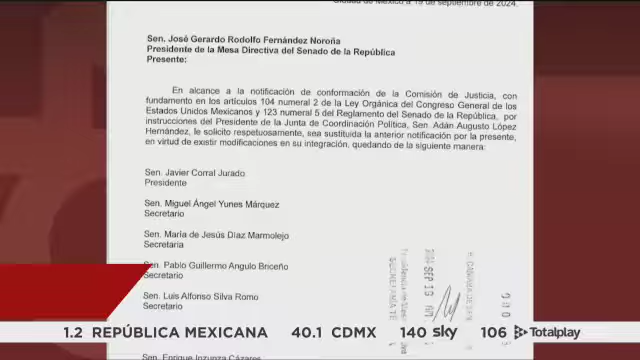 Ciudad de México a 19 de septiembre de 2024.
Sen. José Gerardo Rodolfo Fernández Noroña
Presidente de la Mesa Directiva del Senado de la República
Presente:
En alcance a la notificación de conformación de la Comisión de Justicia, con
fundamento en los artículos 104 numeral 2 de la Ley Orgánica del Congreso General de los
Estados Unidos Mexicanos y 123 numeral 5 del Reglamento del Senado de la República, por
instrucciones del Presidente de la Junta de Coordinación Política, Sen. Adán Augusto López
Hernández, le solicito respetuosamente, sea sustituida la anterior notificación por la presente,
en virtud de existir modificaciones en su integración, quedando de la siguiente manera:
Sen. Javier Corral Jurado
Presidente
Sen. Miguel Ángel Yunes Márquez
Secretario
Sen. María de Jesús Díaz Marmolejo
Secretaria
Sen. Pablo Guillermo Angulo Briceño
Secretario
Sen. Luis Alfonso Silva Romo
Secretario
SEP 19
1.2 REPÚBLICA MEXICANA 40.1 CDMX 140 sky 106 Totalplay
Sen. Enrique Inzunza Cázares